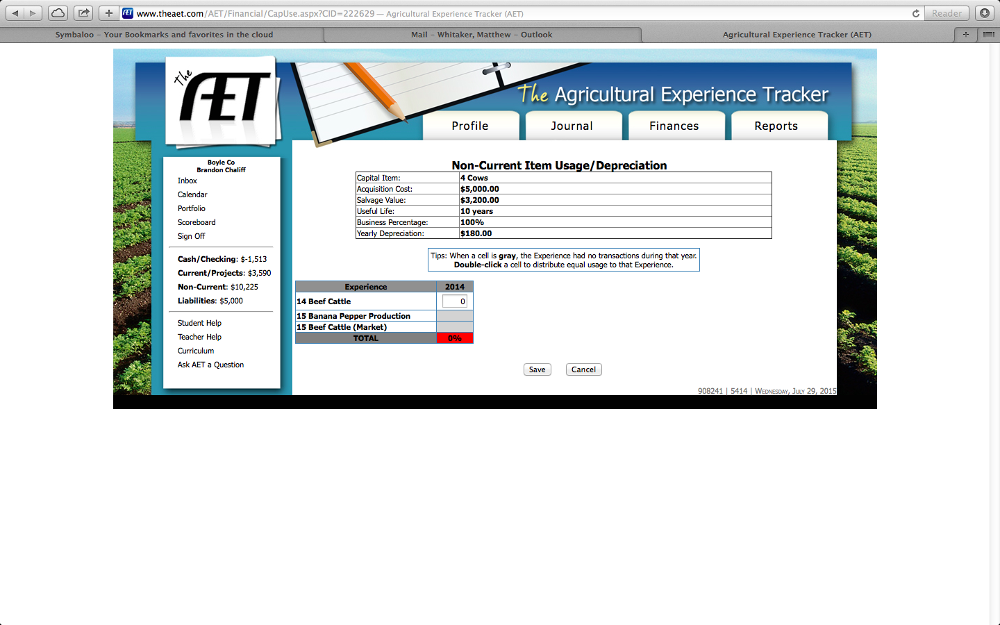 www.theaet.com/AET/Financial/CapUse.aspx?CID=222629 — Agricultural Experience Tracker (AET)
Reader
Symbaloo – Your Bookmarks and favorites in the cloud
Mail – Whitaker, Matthew – Outlook
Agricultural Experience Tracker (AET)
The AET
The Agricultural Experience Tracker
Profile
Journal
Finances
Reports
Boyle Co
Brandon Chaliff
Inbox
Calendar
Portfolio
Scoreboard
Sign Off
Cash/Checking: $-1,513
Current/Projects: $3,590
Non-Current: $10,225
Liabilities: $5,000
Student Help
Teacher Help
Curriculum
Ask AET a Question
Non-Current Item Usage/Depreciation
Capital Item: 4 Cows
Acquisition Cost: $5,000.00
Salvage Value: $3,200.00
Useful Life: 10 years
Business Percentage: 100%
Yearly Depreciation: $180.00
Tips: When a cell is gray, the Experience had no transactions during that year.
Double-click a cell to distribute equal usage to that Experience.
Experience 2014
14 Beef Cattle 0
15 Banana Pepper Production
15 Beef Cattle (Market)
TOTAL 0%
Save
Cancel
908241 | 5414 | Wednesday, July 29, 2015